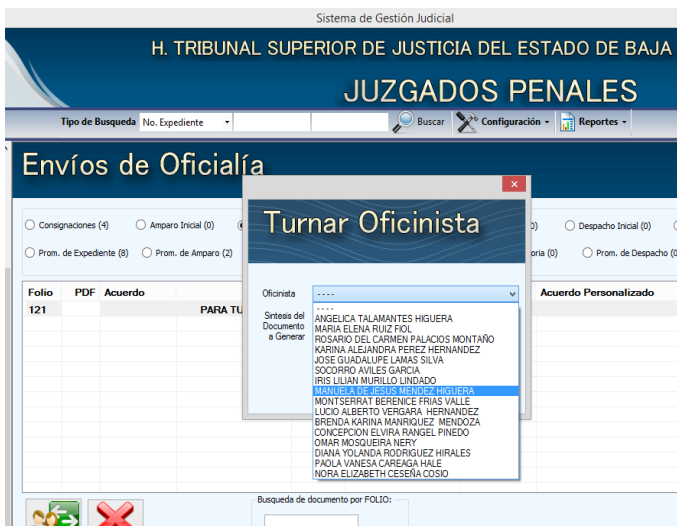 Sistema de Gestión Judicial
H. TRIBUNAL SUPERIOR DE JUSTICIA DEL ESTADO DE BAJA
JUZGADOS PENALES
Tipo de Busqueda No. Expediente Buscar Configuración Reportes
Envíos de Oficialía
Turnar Oficinista
Consignaciones (4) Amparo Inicial (0) Despacho Inicial (0)
Prom. de Expediente (8) Prom. de Amparo (2) oria (0) Prom. de Despacho (0
Folio PDF Acuerdo Acuerdo Personalizado
121 PARA TU
Oficinista ----
Sintesis del
Documento
a Generar
----
ANGELICA TALAMANTES HIGUERA
MARIA ELENA RUIZ FIOL
ROSARIO DEL CARMEN PALACIOS MONTAÑO
KARINA ALEJANDRA PEREZ HERNANDEZ
JOSE GUADALUPE LAMAS SILVA
SOCORRO AVILES GARCIA
IRIS LILIAN MURILLO LINDADO
MANUELA DE JESUS MENDEZ HIGUERA
MONTSERRAT BERENICE FRIAS VALLE
LUCIO ALBERTO VERGARA HERNANDEZ
BRENDA KARINA MANRIQUEZ MENDOZA
CONCEPCION ELVIRA RANGEL PINEDO
OMAR MOSQUEIRA NERY
DIANA YOLANDA RODRIGUEZ HIRALES
PAOLA VANESA CAREAGA HALE
NORA ELIZABETH CESEÑA COSIO
Busqueda de documento por FOLIO: